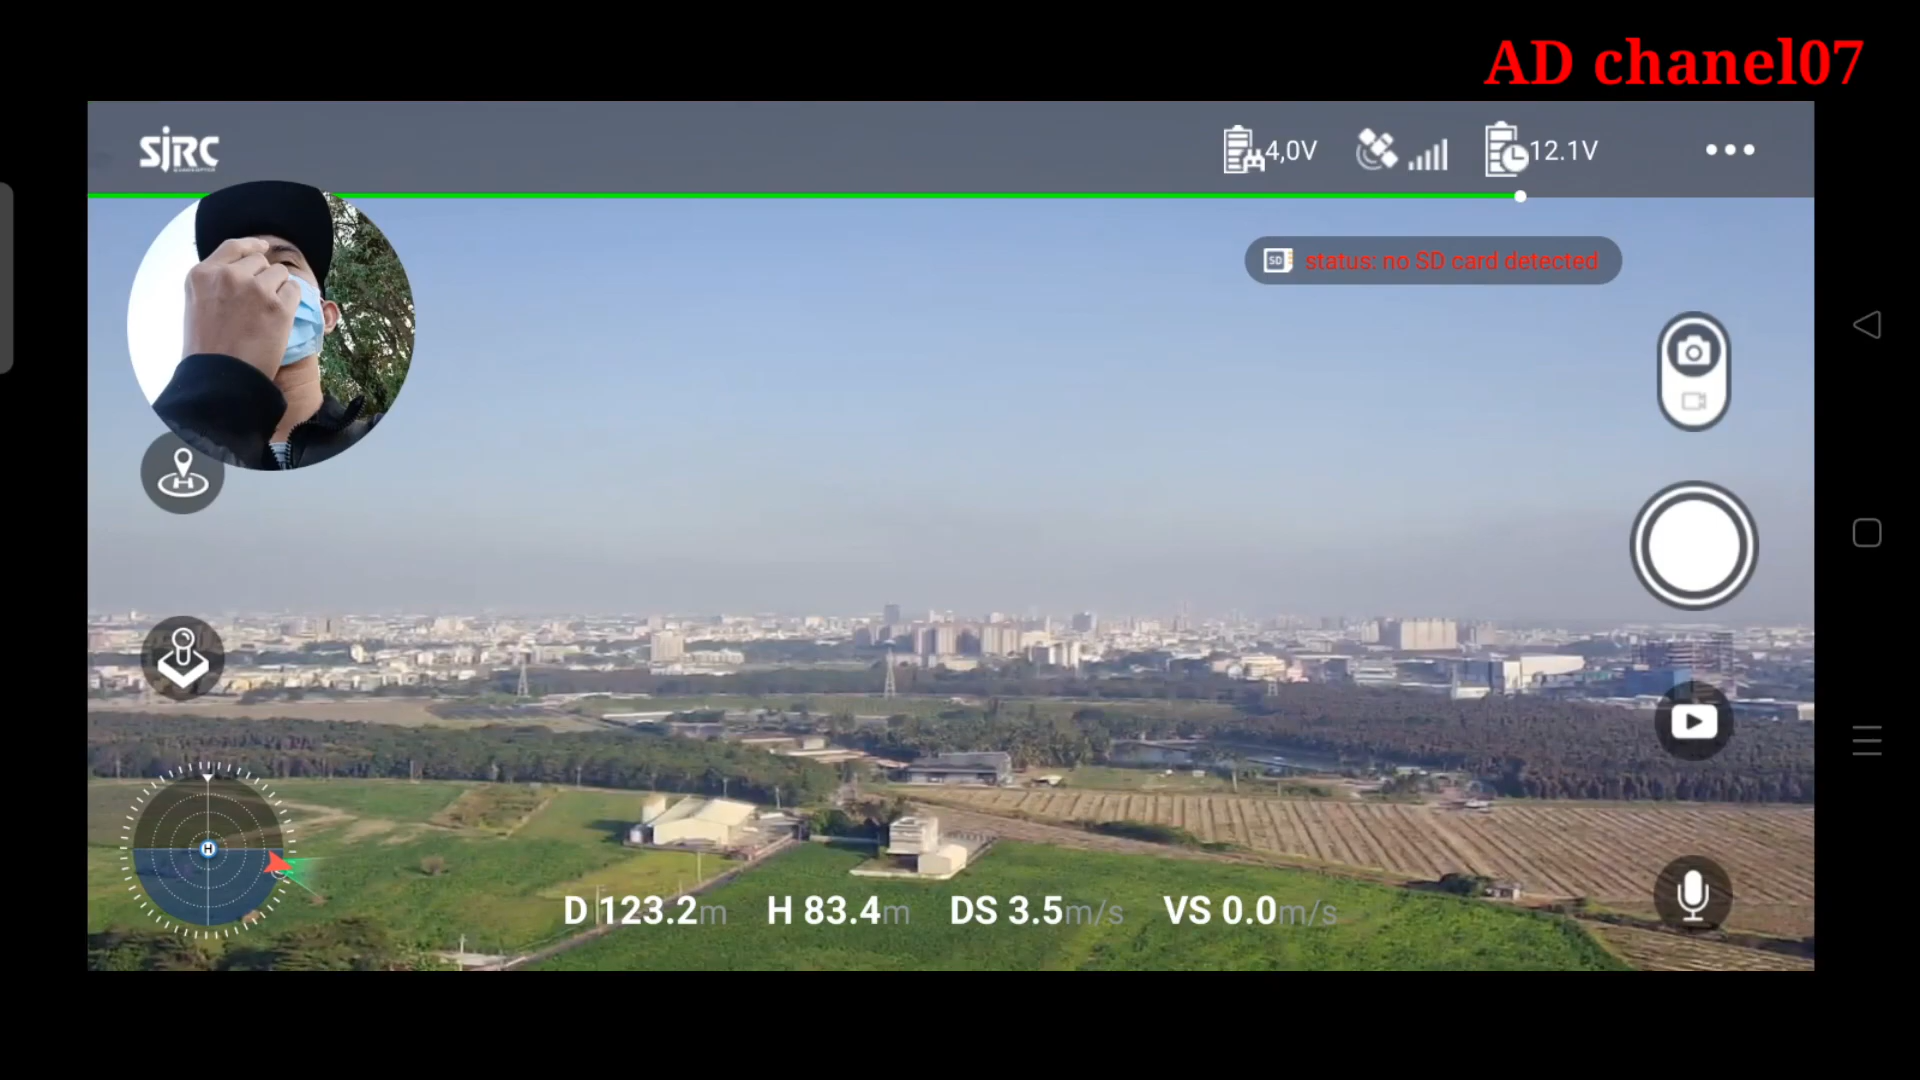 AD chanel07
SJRC
4,0V
12.1V
SD status: no SD card detected
H
H
D 123.2m H 83.4m DS 3.5m/s VS 0.0m/s